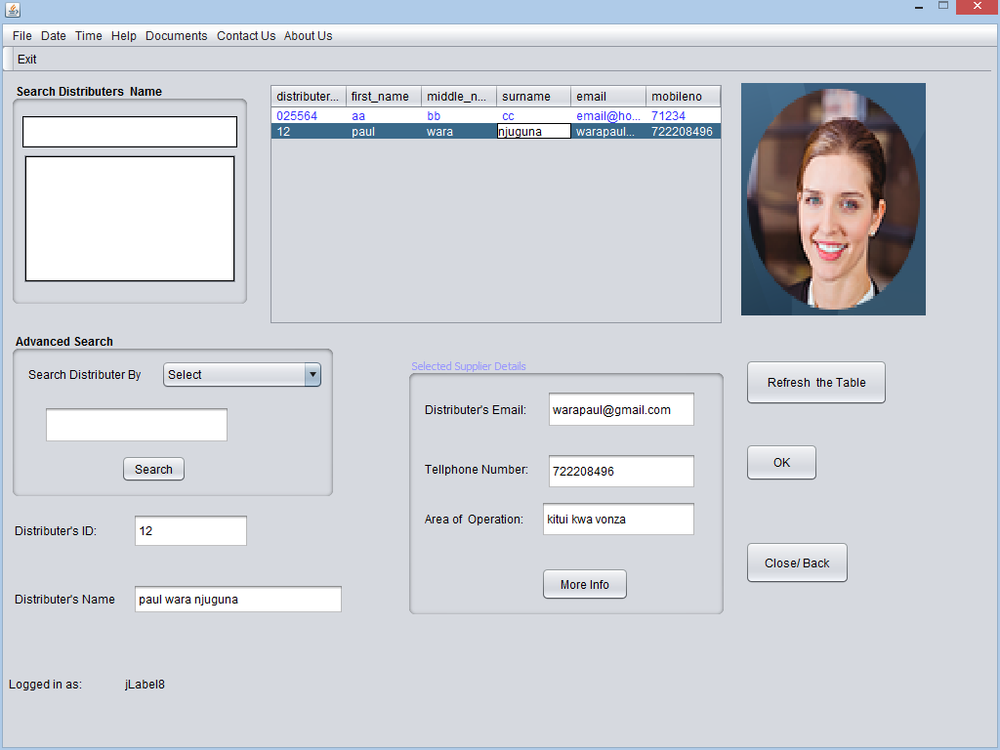 File Date Time Help Documents Contact Us About Us
Exit
Search Distributers Name
distributer... first_name middle_n... surname email mobileno
025564 aa bb cc email@ho... 71234
12 paul wara njuguna warapaul... 722208496
Advanced Search
Search Distributer By Select
Search
Distributer's ID: 12
Distributer's Name paul wara njuguna
Selected Supplier Details
Distributer's Email: warapaul@gmail.com
Tellphone Number: 722208496
Area of Operation: kitui kwa vonza
More Info
Refresh the Table
OK
Close/ Back
Logged in as: jLabel8